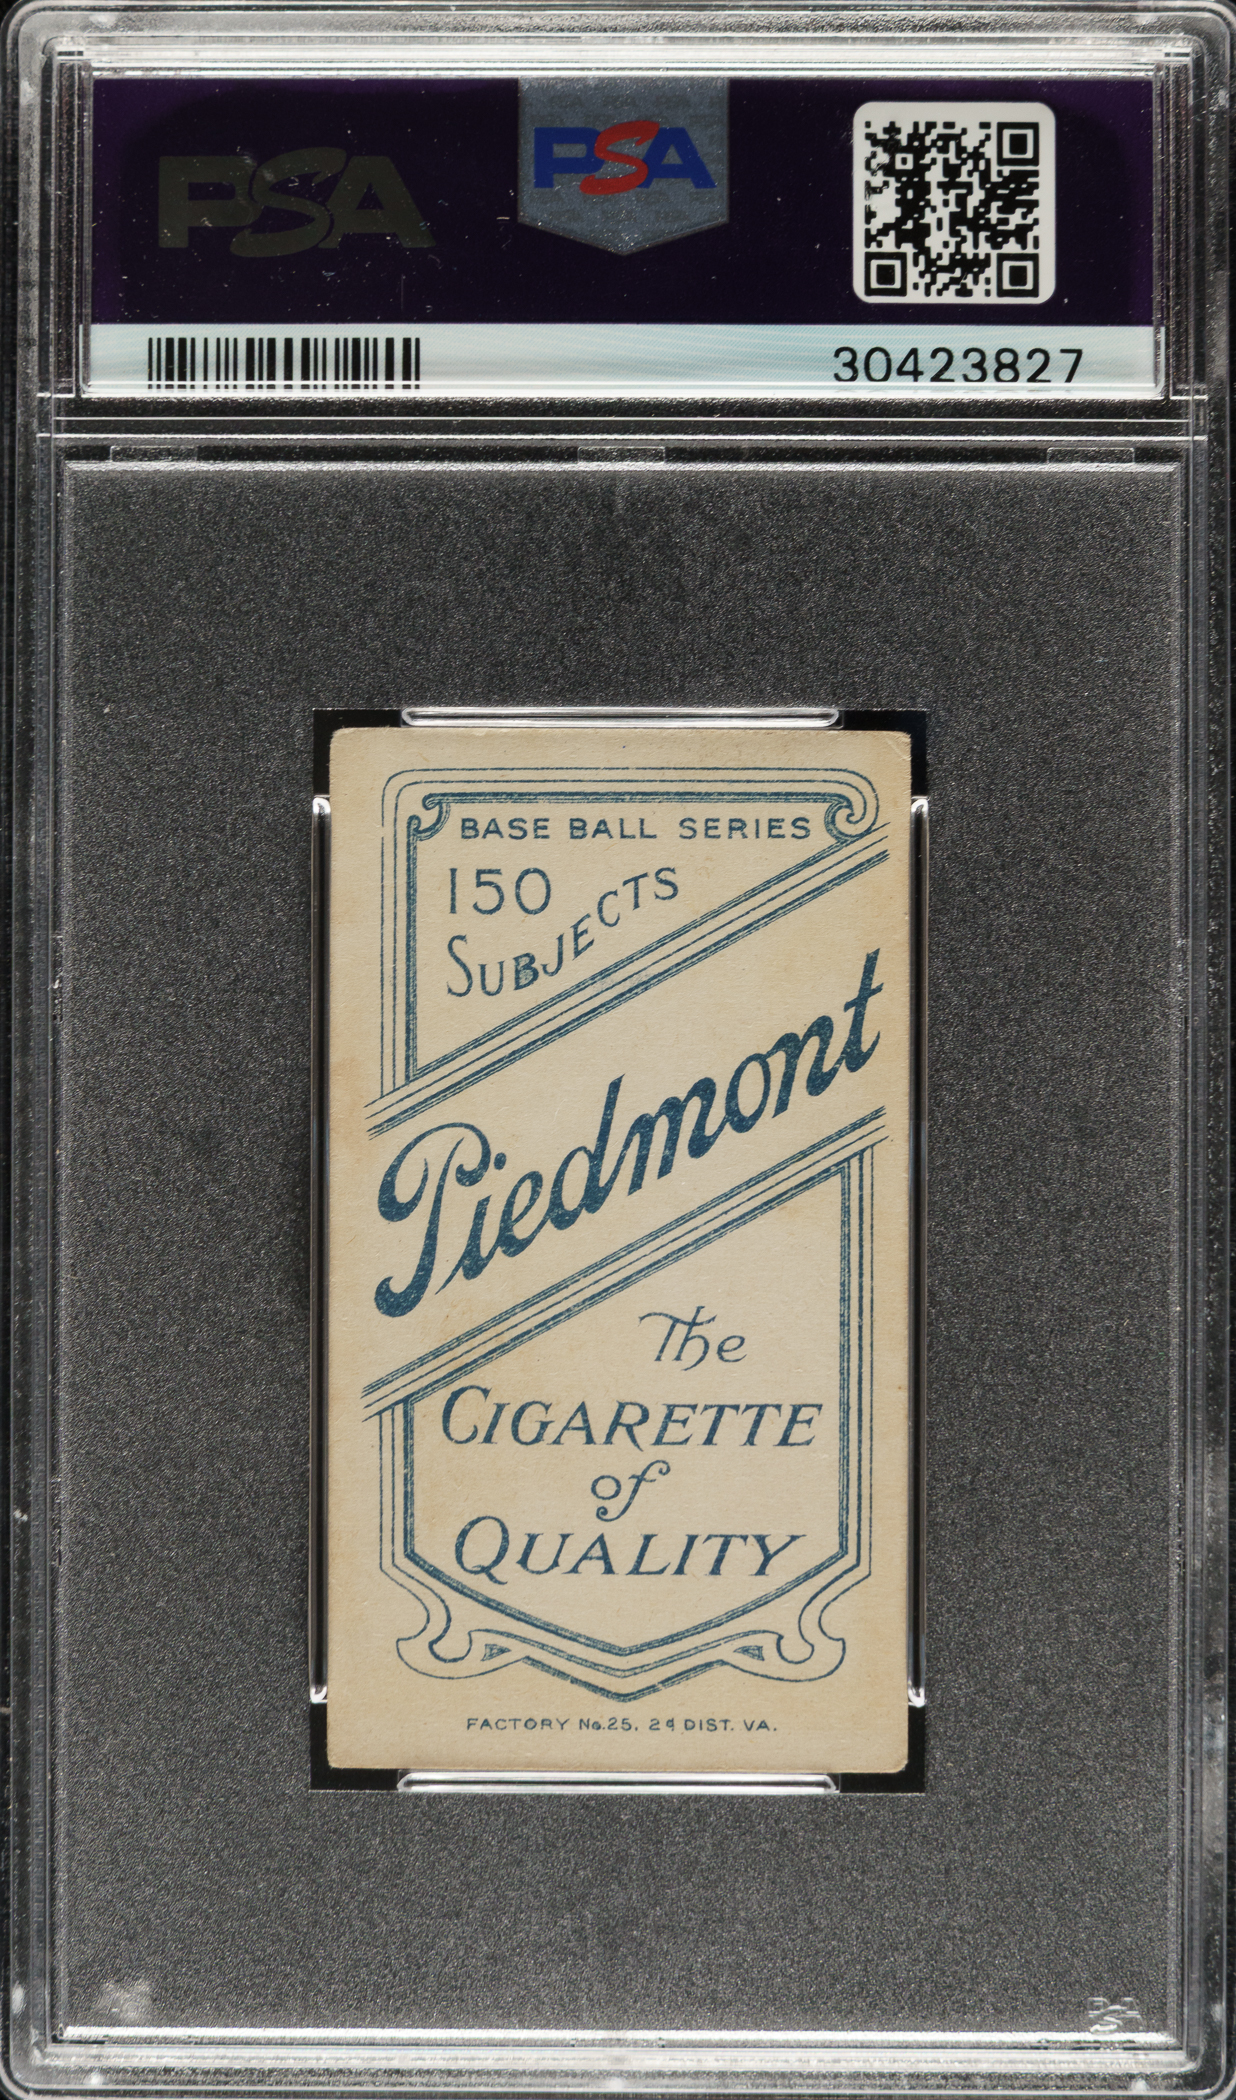 PSA
PSA
30423827
BASE BALL SERIES
150
SUBJECTS
Piedmont
The
CIGARETTE
of
QUALITY
FACTORY No.25. 2d DIST. VA.
PSA